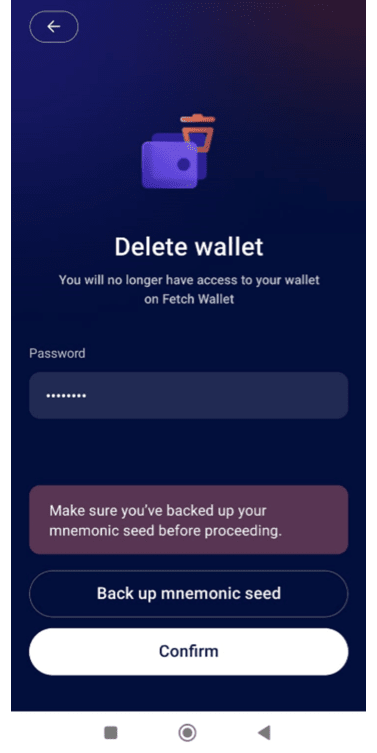 Delete wallet
You will no longer have access to your wallet
on Fetch Wallet
Password
••••••••
Make sure you've backed up your
mnemonic seed before proceeding.
Back up mnemonic seed
Confirm